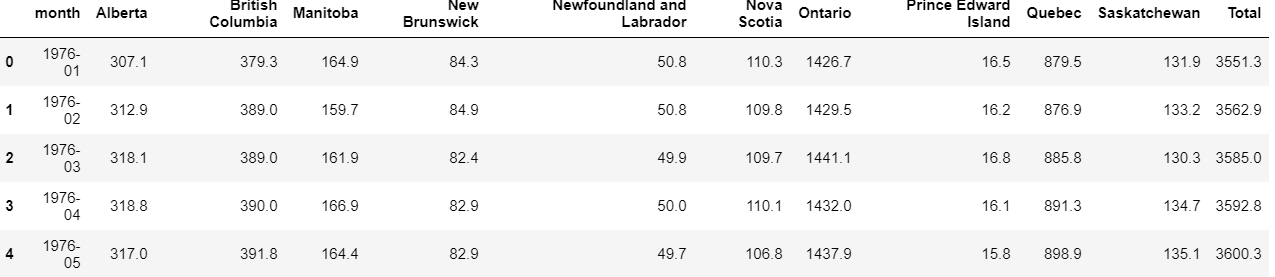 month Alberta British Columbia Manitoba New Brunswick Newfoundland and Labrador Nova Scotia Ontario Prince Edward Island Quebec Saskatchewan Total
0 1976-01 307.1 379.3 164.9 84.3 50.8 110.3 1426.7 16.5 879.5 131.9 3551.3
1 1976-02 312.9 389.0 159.7 84.9 50.8 109.8 1429.5 16.2 876.9 133.2 3562.9
2 1976-03 318.1 389.0 161.9 82.4 49.9 109.7 1441.1 16.8 885.8 130.3 3585.0
3 1976-04 318.8 390.0 166.9 82.9 50.0 110.1 1432.0 16.1 891.3 134.7 3592.8
4 1976-05 317.0 391.8 164.4 82.9 49.7 106.8 1437.9 15.8 898.9 135.1 3600.3